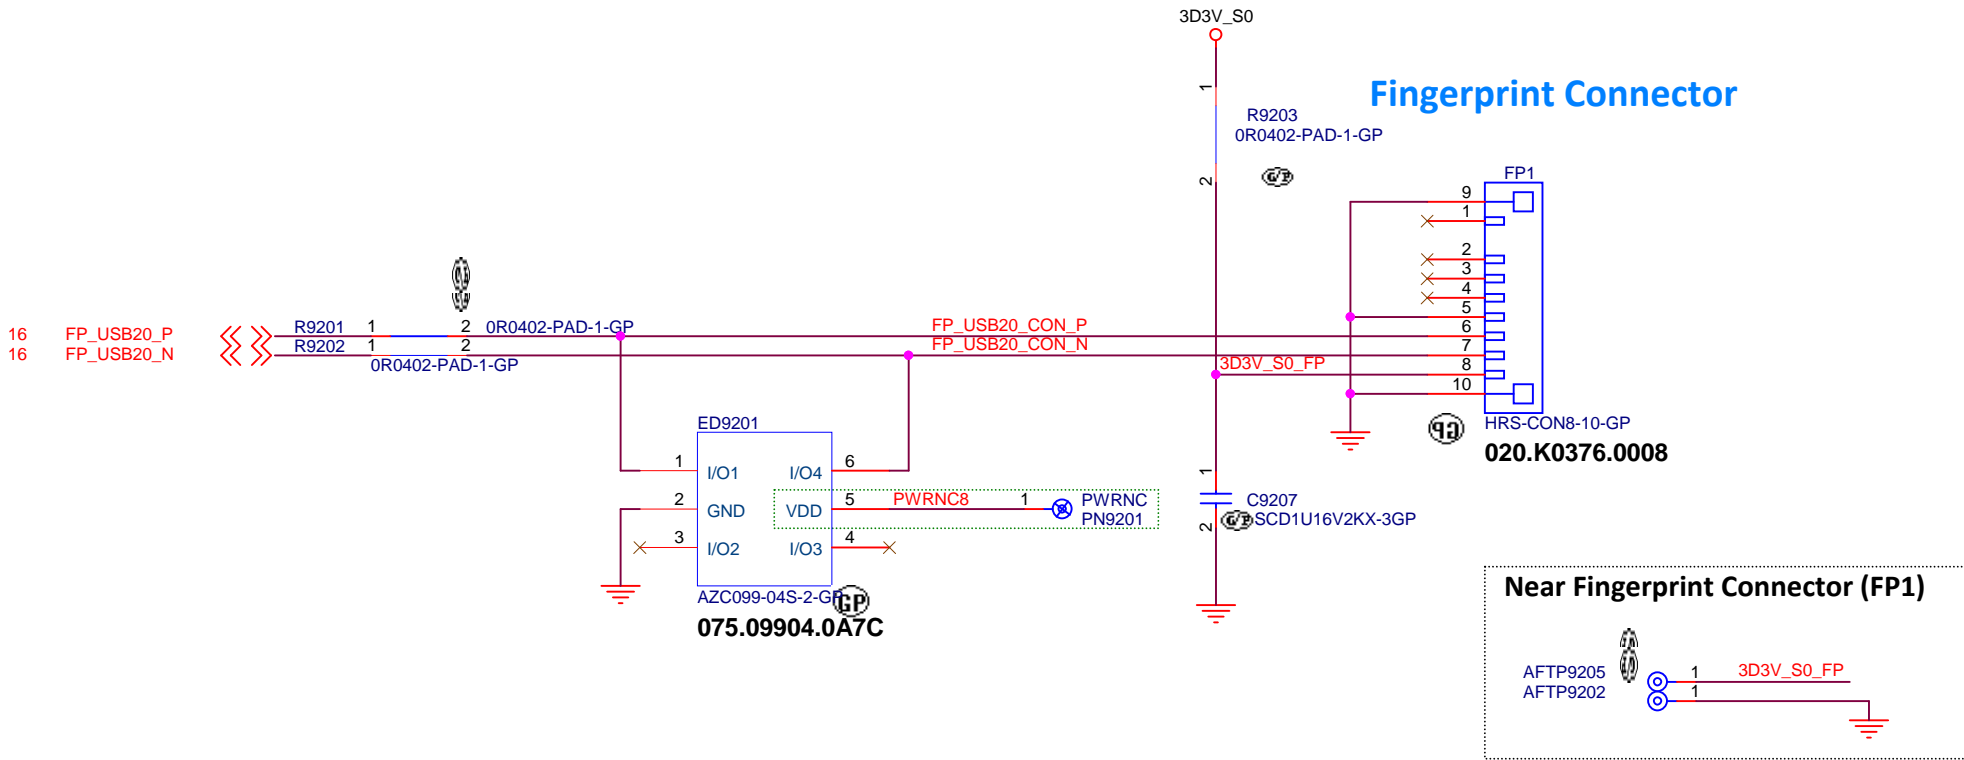 3D3V_S0
Fingerprint Connector
1
R9203
0R0402-PAD-1-GP
2
G/P
FP1
9
1
2
3
4
5
6
7
8
10
HRS-CON8-10-GP
020.K0376.0008
GP
16 FP_USB20_P
16 FP_USB20_N
R9201 1 2 0R0402-PAD-1-GP
R9202 1 2
0R0402-PAD-1-GP
FP_USB20_CON_P
FP_USB20_CON_N
3D3V_S0_FP
ED9201
1 I/O1 I/O4 6
2 GND VDD 5 PWRNC8 1 PWRNC
PN9201
3 I/O2 I/O3 4
AZC099-04S-2-GP
GP
075.09904.0A7C
1
C9207
G/P SCD1U16V2KX-3GP
2
Near Fingerprint Connector (FP1)
AFTP9205 1 3D3V_S0_FP
AFTP9202 1